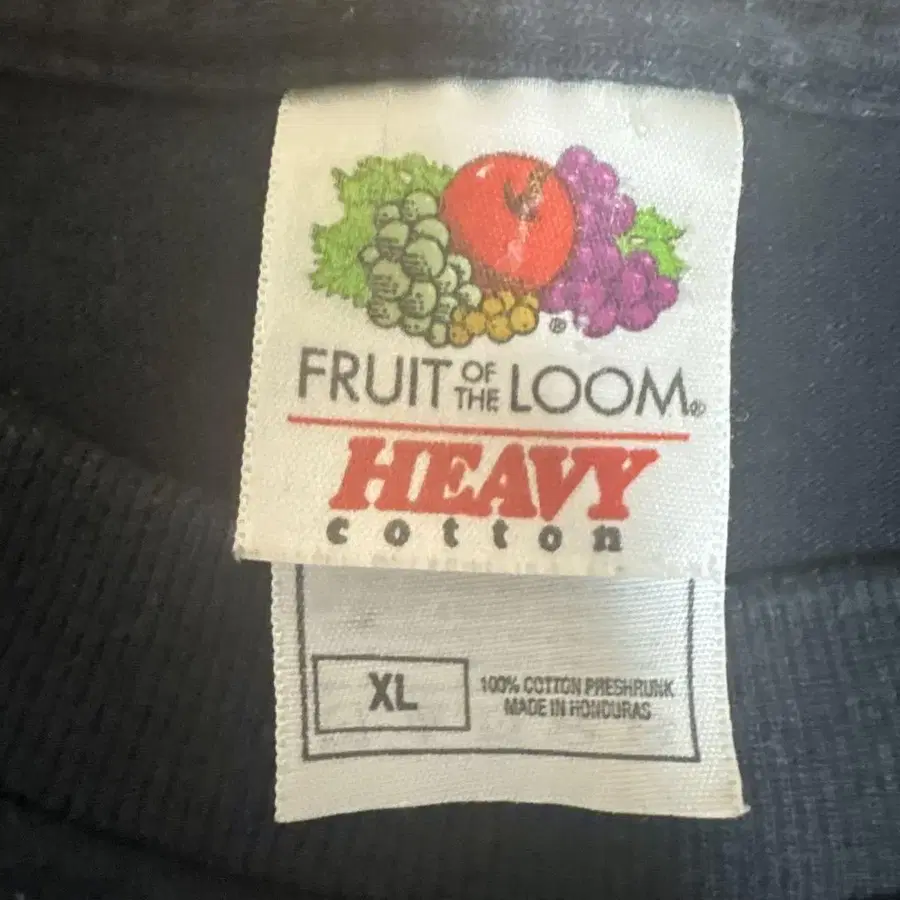 FRUIT OF THE LOOM®
HEAVY
cotton
XL
100% COTTON PRESHRUNK
MADE IN HONDURAS